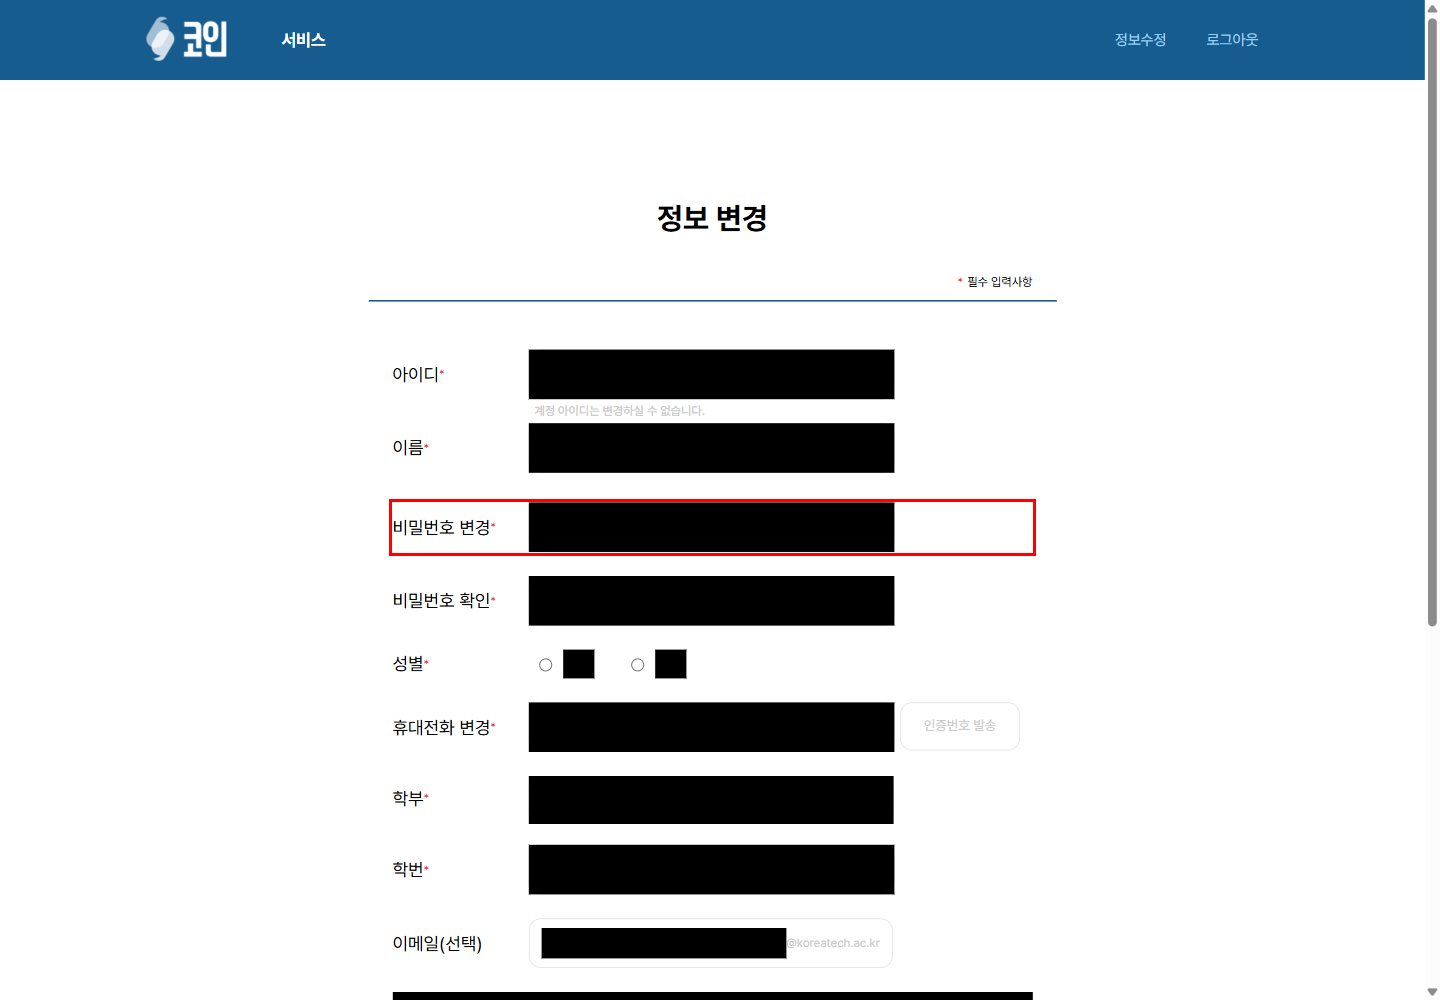 코인 서비스 정보수정 로그아웃
정보 변경
* 필수 입력사항
아이디*
계정 아이디는 변경하실 수 없습니다.
이름*
비밀번호 변경*
비밀번호 확인*
성별*
휴대전화 변경* 인증번호 발송
학부*
학번*
이메일(선택) @koreatech.ac.kr